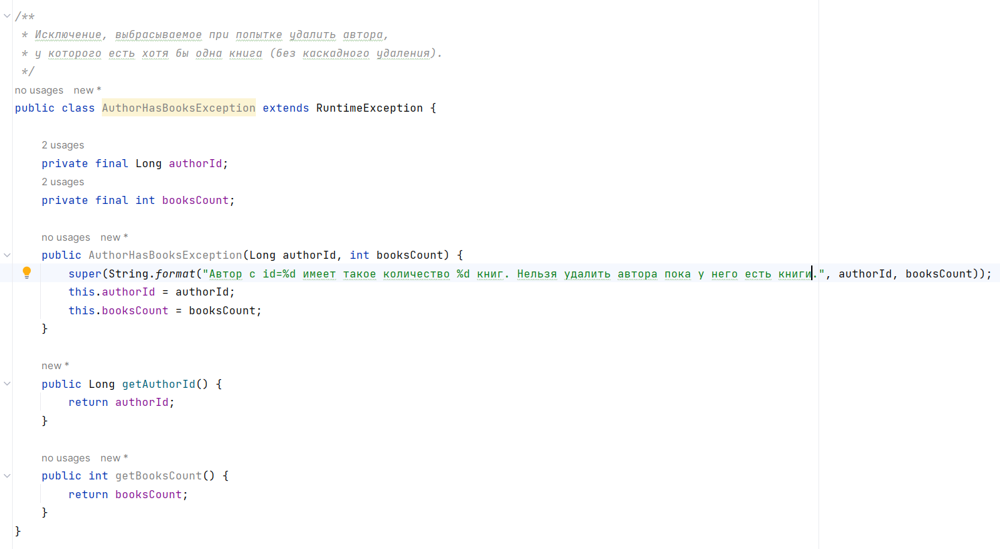 /**
 * Исключение, выбрасываемое при попытке удалить автора,
 * у которого есть хотя бы одна книга (без каскадного удаления).
 */
no usages new *
public class AuthorHasBooksException extends RuntimeException {
2 usages
private final Long authorId;
2 usages
private final int booksCount;
no usages new *
public AuthorHasBooksException(Long authorId, int booksCount) {
super(String.format("Автор с id=%d имеет такое количество %d книг. Нельзя удалить автора пока у него есть книги.", authorId, booksCount));
this.authorId = authorId;
this.booksCount = booksCount;
}
new *
public Long getAuthorId() {
return authorId;
}
no usages new *
public int getBooksCount() {
return booksCount;
}
}